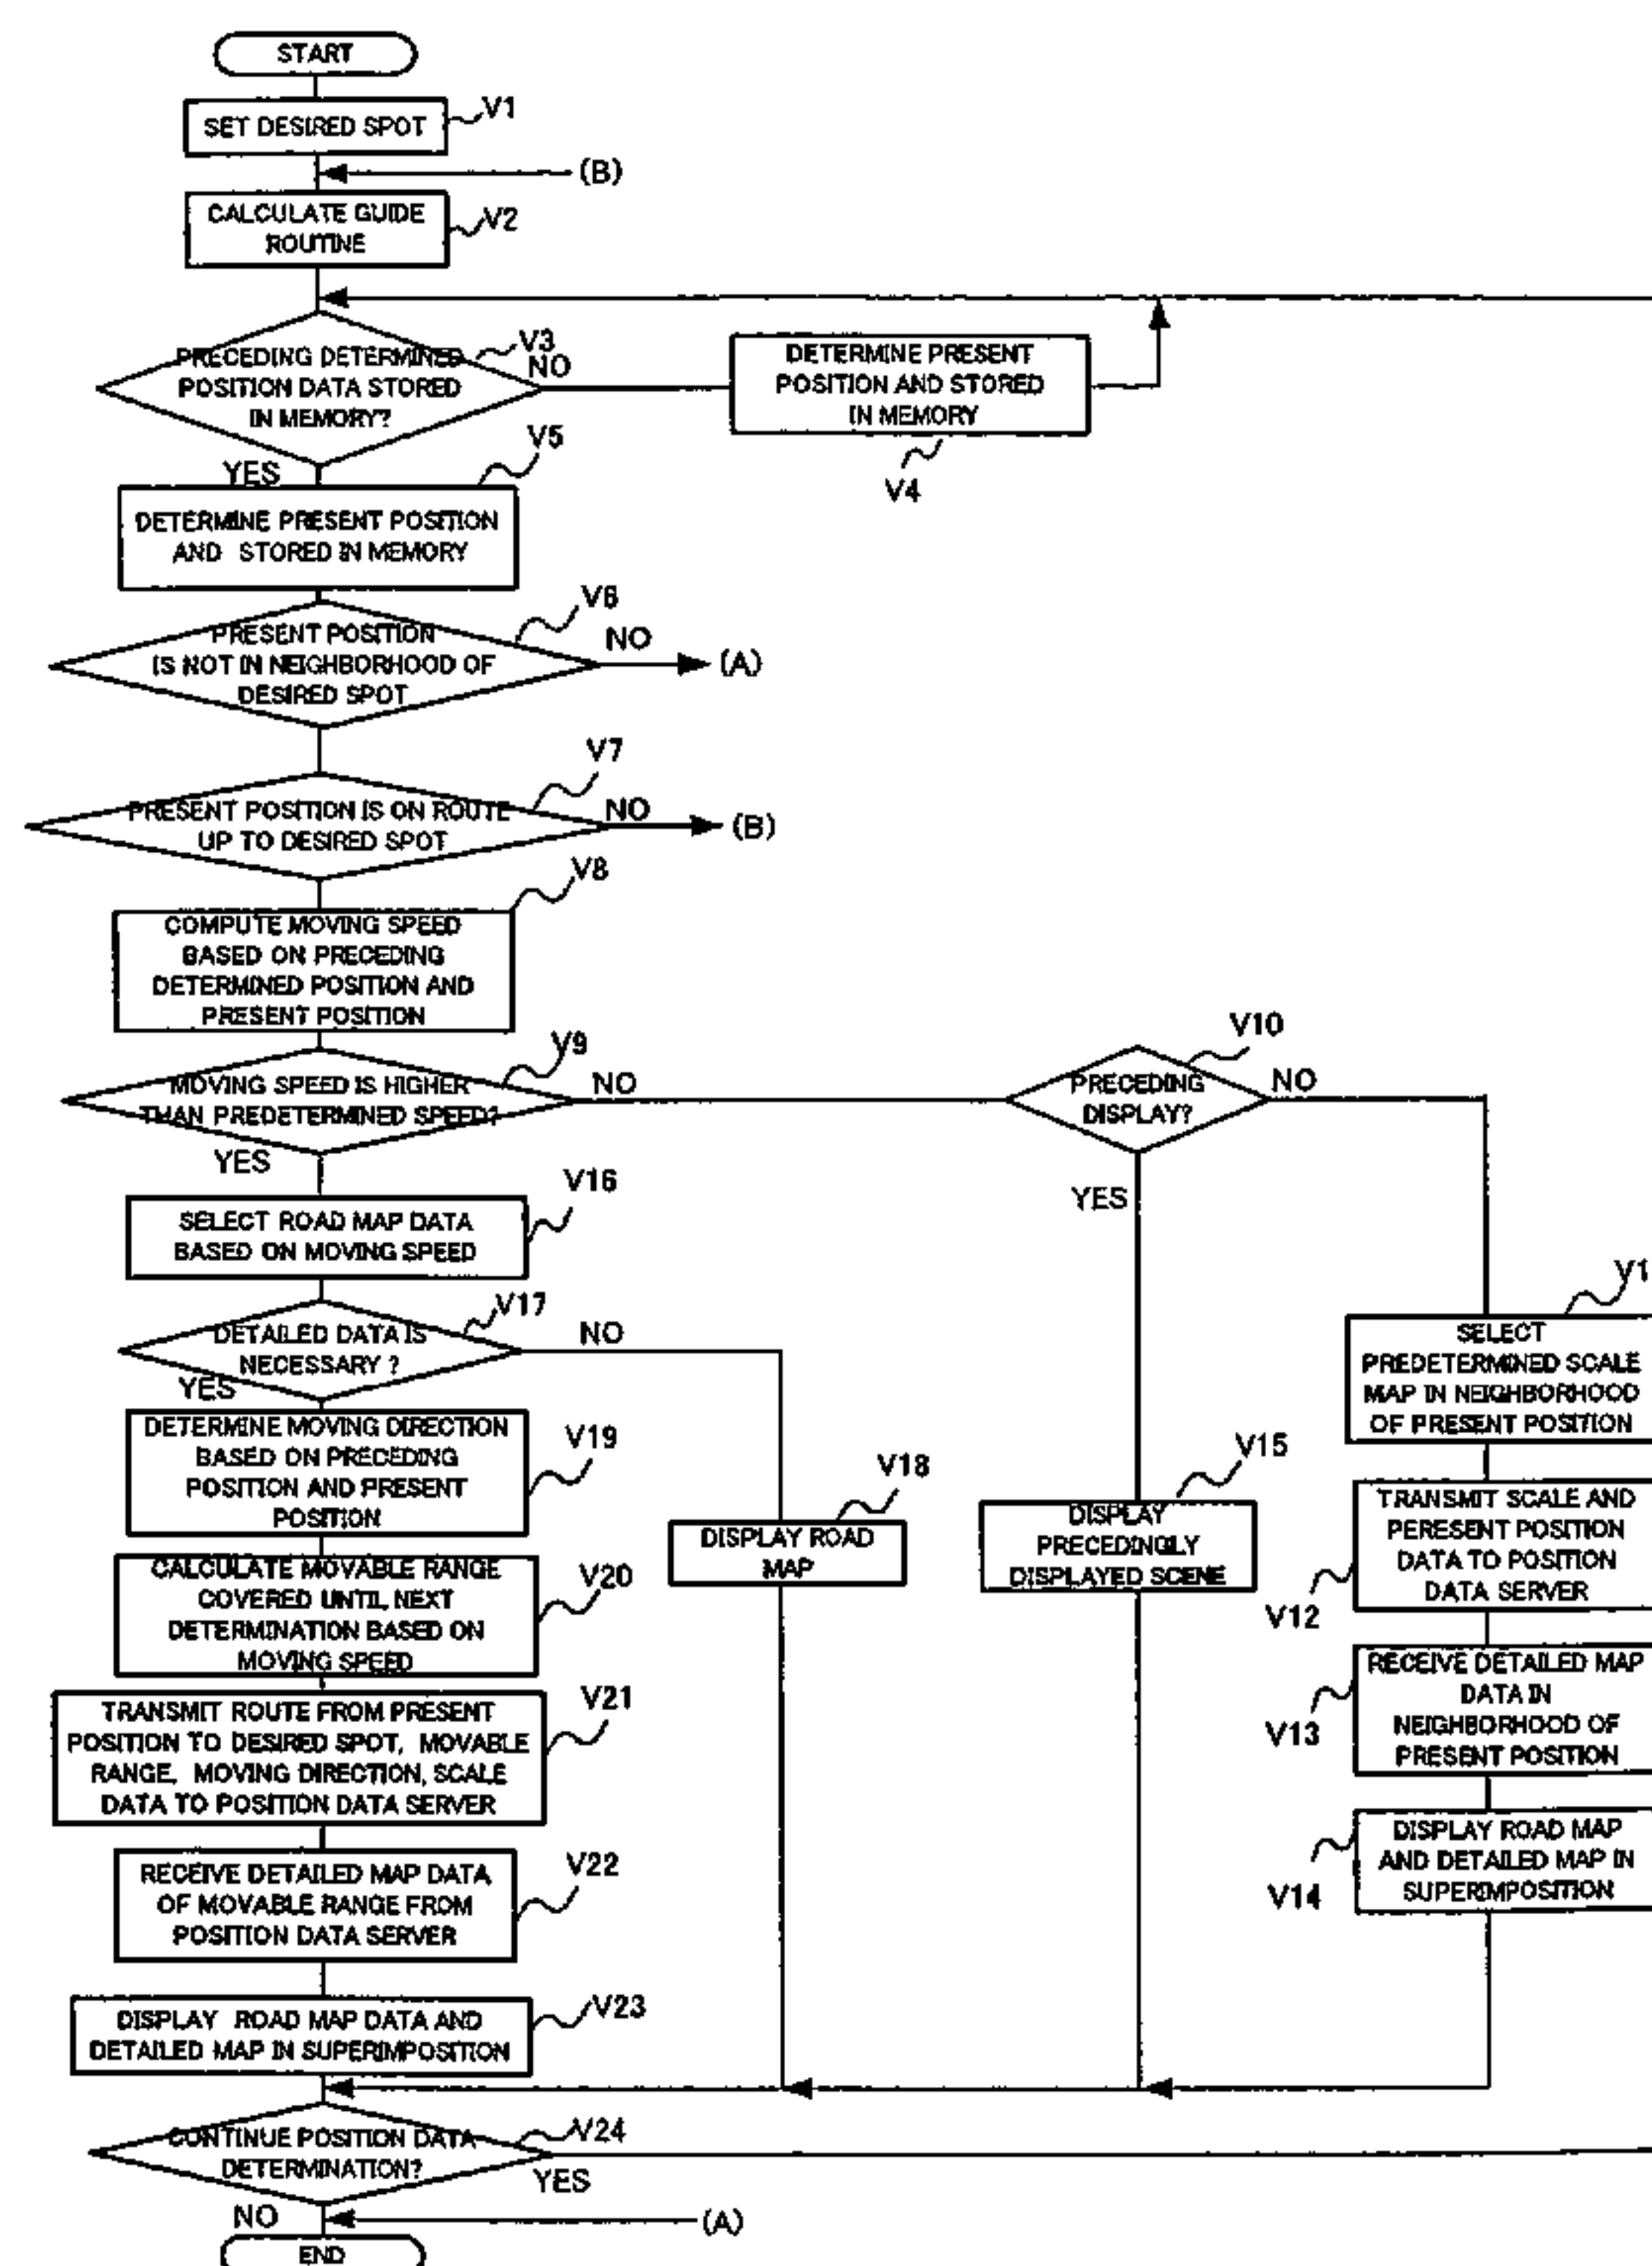 START
SET DESIRED SPOT
V1
(B)
CALCULATE GUIDE
ROUTINE
V2
PRECEDING DETERMINED
POSITION DATA STORED
IN MEMORY?
V3
NO
DETERMINE PRESENT
POSITION AND STORED
IN MEMORY
V4
YES
V5
DETERMINE PRESENT POSITION
AND STORED IN MEMORY
V6
PRESENT POSITION
IS NOT IN NEIGHBORHOOD OF
DESIRED SPOT
NO
(A)
V7
PRESENT POSITION IS ON ROUTE
UP TO DESIRED SPOT
NO
(B)
V8
COMPUTE MOVING SPEED
BASED ON PRECEDING
DETERMINED POSITION AND
PRESENT POSITION
V9
MOVING SPEED IS HIGHER
THAN PREDETERMINED SPEED?
NO
YES
V10
PRECEDING
DISPLAY?
NO
YES
V16
SELECT ROAD MAP DATA
BASED ON MOVING SPEED
V17
DETAILED DATA IS
NECESSARY ?
NO
YES
V1
SELECT
PREDETERMINED SCALE
MAP IN NEIGHBORHOOD
OF PRESENT POSITION
DETERMINE MOVING DIRECTION
BASED ON PRECEDING
POSITION AND PRESENT
POSITION
V19
V18
DISPLAY ROAD
MAP
V15
DISPLAY
PRECEDINGLY
DISPLAYED SCENE
TRANSMIT SCALE AND
PERESENT POSITION
DATA TO POSITION
DATA SERVER
V12
CALCULATE MOVABLE RANGE
COVERED UNTIL NEXT
DETERMINATION BASED ON
MOVING SPEED
V20
RECEIVE DETAILED MAP
DATA IN
NEIGHBORHOOD OF
PRESENT POSITION
V13
TRANSMIT ROUTE FROM PRESENT
POSITION TO DESIRED SPOT, MOVABLE
RANGE, MOVING DIRECTION, SCALE
DATA TO POSITION DATA SERVER
V21
DISPLAY ROAD MAP
AND DETAILED MAP IN
SUPERIMPOSITION
V14
RECEIVE DETAILED MAP DATA
OF MOVABLE RANGE FROM
POSITION DATA SERVER
V22
DISPLAY ROAD MAP DATA AND
DETAILED MAP IN SUPERIMPOSITION
V23
CONTINUE POSITION DATA
DETERMINATION?
V24
YES
NO
(A)
END